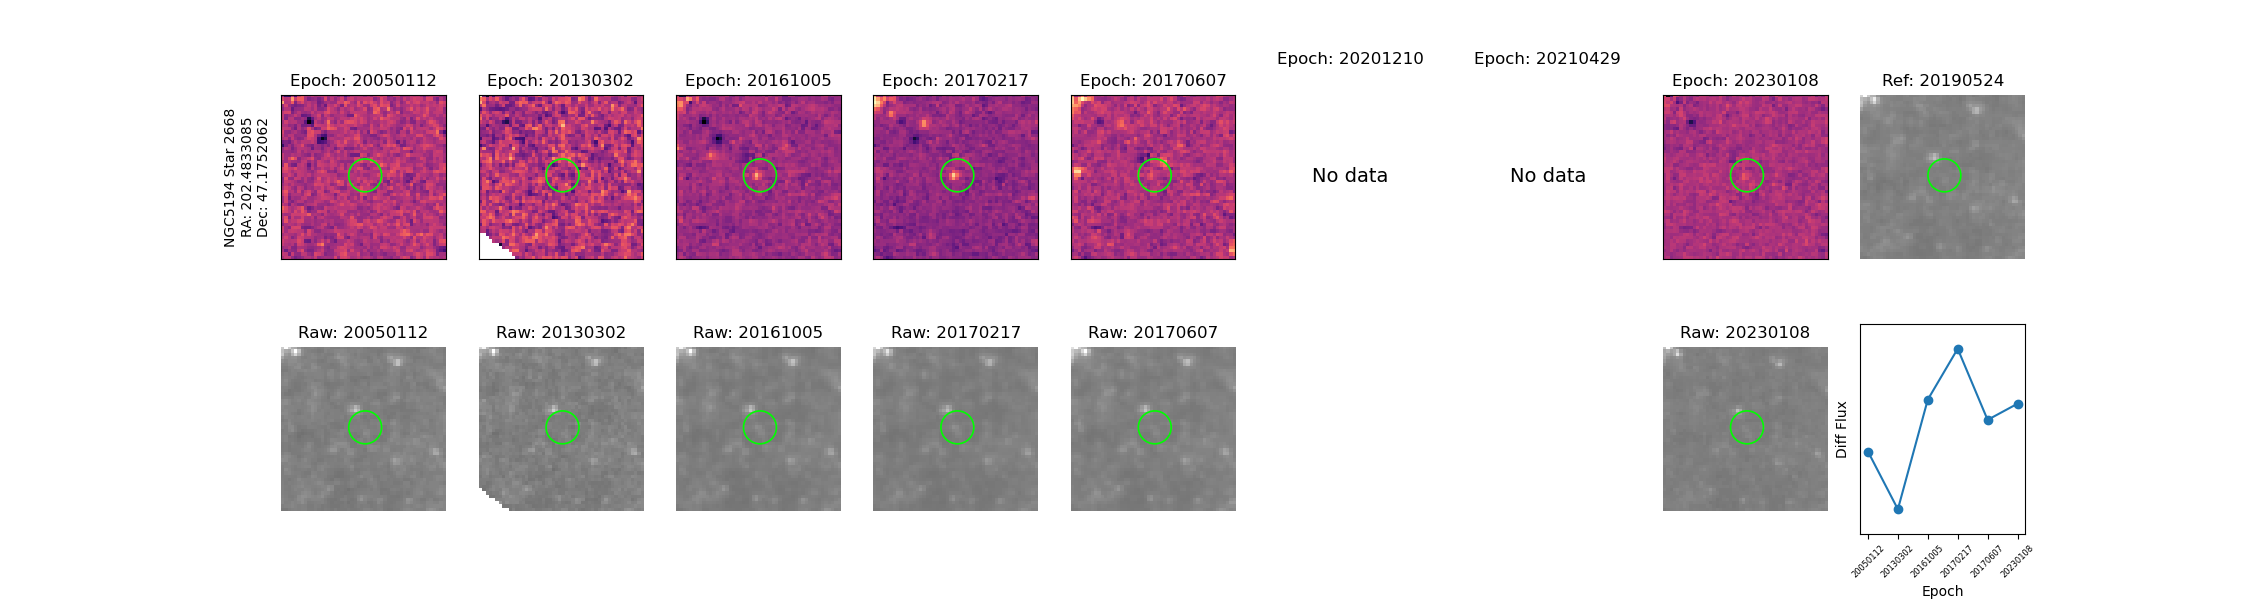 Epoch: 20201210
Epoch: 20210429
Epoch: 20050112
Epoch: 20130302
Epoch: 20161005
Epoch: 20170217
Epoch: 20170607
Epoch: 20230108
Ref: 20190524
NGC5194 Star 2668
RA: 202.4833085
Dec: 47.1752062
No data
No data
Raw: 20050112
Raw: 20130302
Raw: 20161005
Raw: 20170217
Raw: 20170607
Raw: 20230108
Diff Flux
20050112
20130302
20161005
20170217
20170607
20230108
Epoch